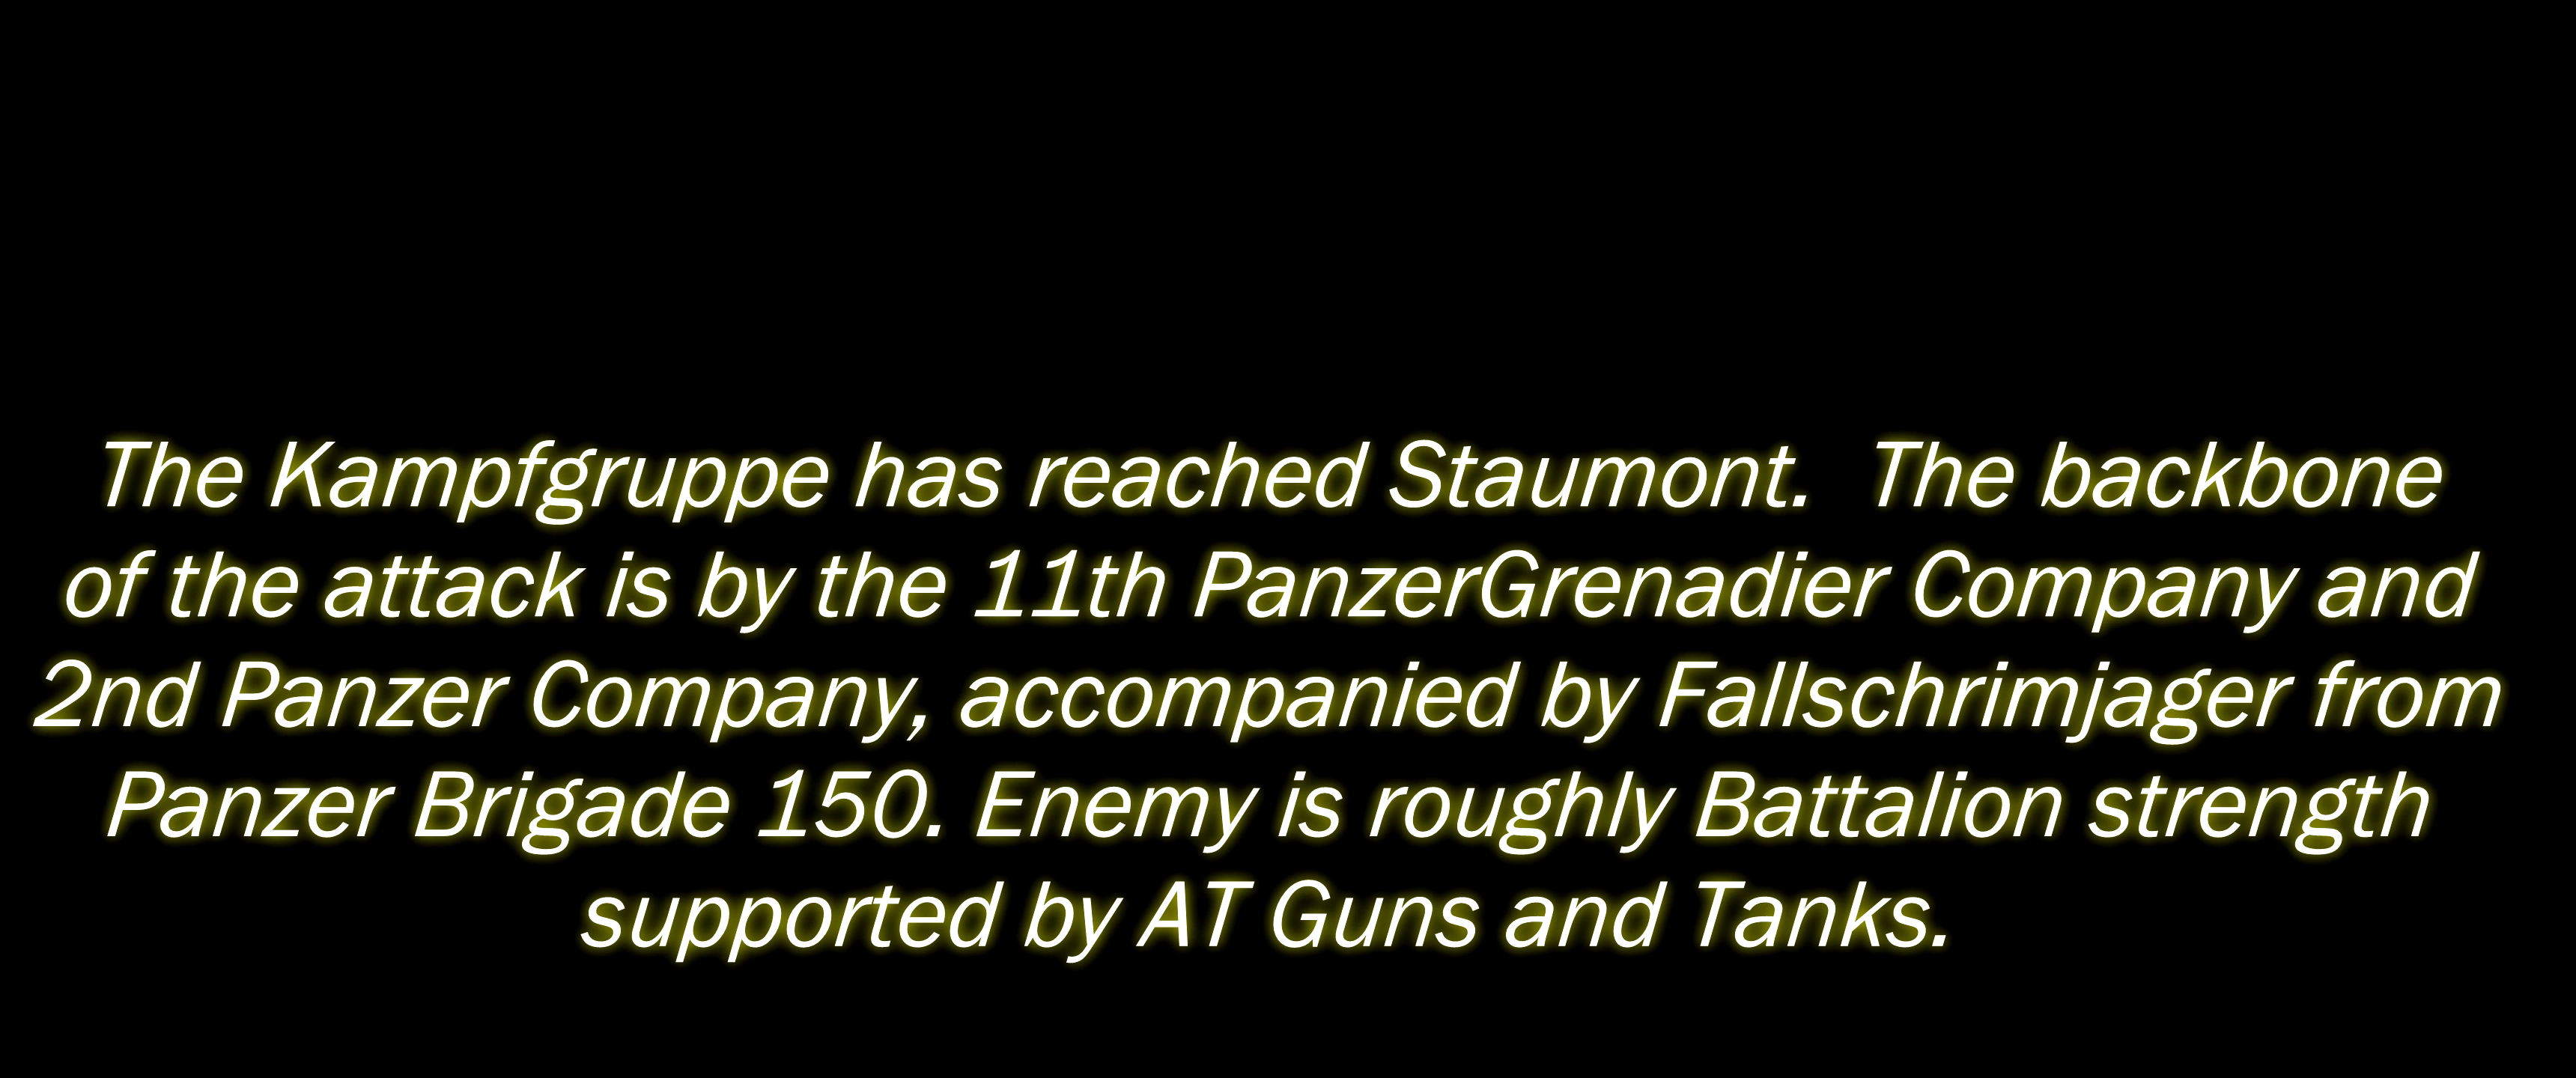 The Kampfgruppe has reached Staumont.  The backbone
of the attack is by the 11th PanzerGrenadier Company and
2nd Panzer Company, accompanied by Fallschrimjager from
Panzer Brigade 150. Enemy is roughly Battalion strength
supported by AT Guns and Tanks.